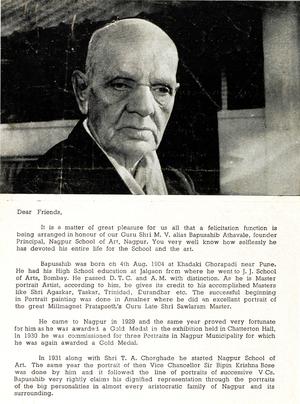 Dear Friends,
It is a matter of great pleasure for us all that a felicitation function is
being arranged in honour of our Guru Shri M. V. alias Bapusahib Athavale, founder
Principal, Nagpur School of Art, Nagpur. You very well know how selflessly he
has devoted his entire life for the School and the art.
Bapusahib was born on 4th Aug. 1904 at Khadaki Ghorapadi near Pune.
He had his High School education at Jalgaon from where he went to J. J. School
of Arts, Bombay. He passed D. T. C. and A. M. with distinction. As he is Master
portrait Artist, according to him, he gives its credit to his accomplished Masters
like Shri Agaskar, Taskar, Trinidad, Durandhar etc. The successful beginning
in Portrait painting was done in Amalner where he did an excellent portrait of
the great Millmagnet Pratapseth's Guru Late Shri Sawlaram Master.
He came to Nagpur in 1929 and the same year proved very fortunate
for him as he was awarded a Gold Medal in the exhibition held in Chatterton Hall,
In 1930 he was commissioned for three Portraits in Nagpur Municipality for which
he was again awarded a Gold Medal.
In 1931 along with Shri T. A. Chorghade he started Nagpur School of
Art. The same year the portrait of then Vice Chancellor Sir Bipin Krishna Bose
was done by him and it followed the line of portraits of successive V Cs.
Bapusahib very rightly claims his dignified representation through the portraits
of the big personalities in almost every aristocratic family of Nagpur and its
surrounding.